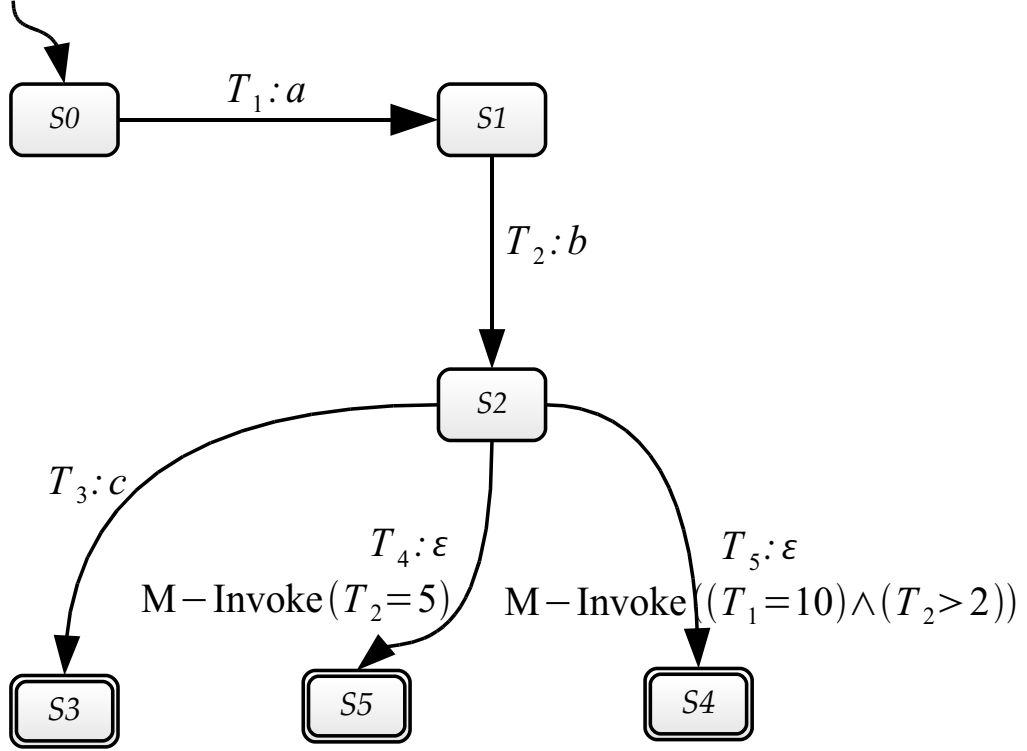 T₁:a
S0
S1
T₂:b
S2
T₃:c
T₄:ε
M−Invoke(T₂=5)
T₅:ε
M−Invoke((T₁=10)∧(T₂>2))
S3
S5
S4